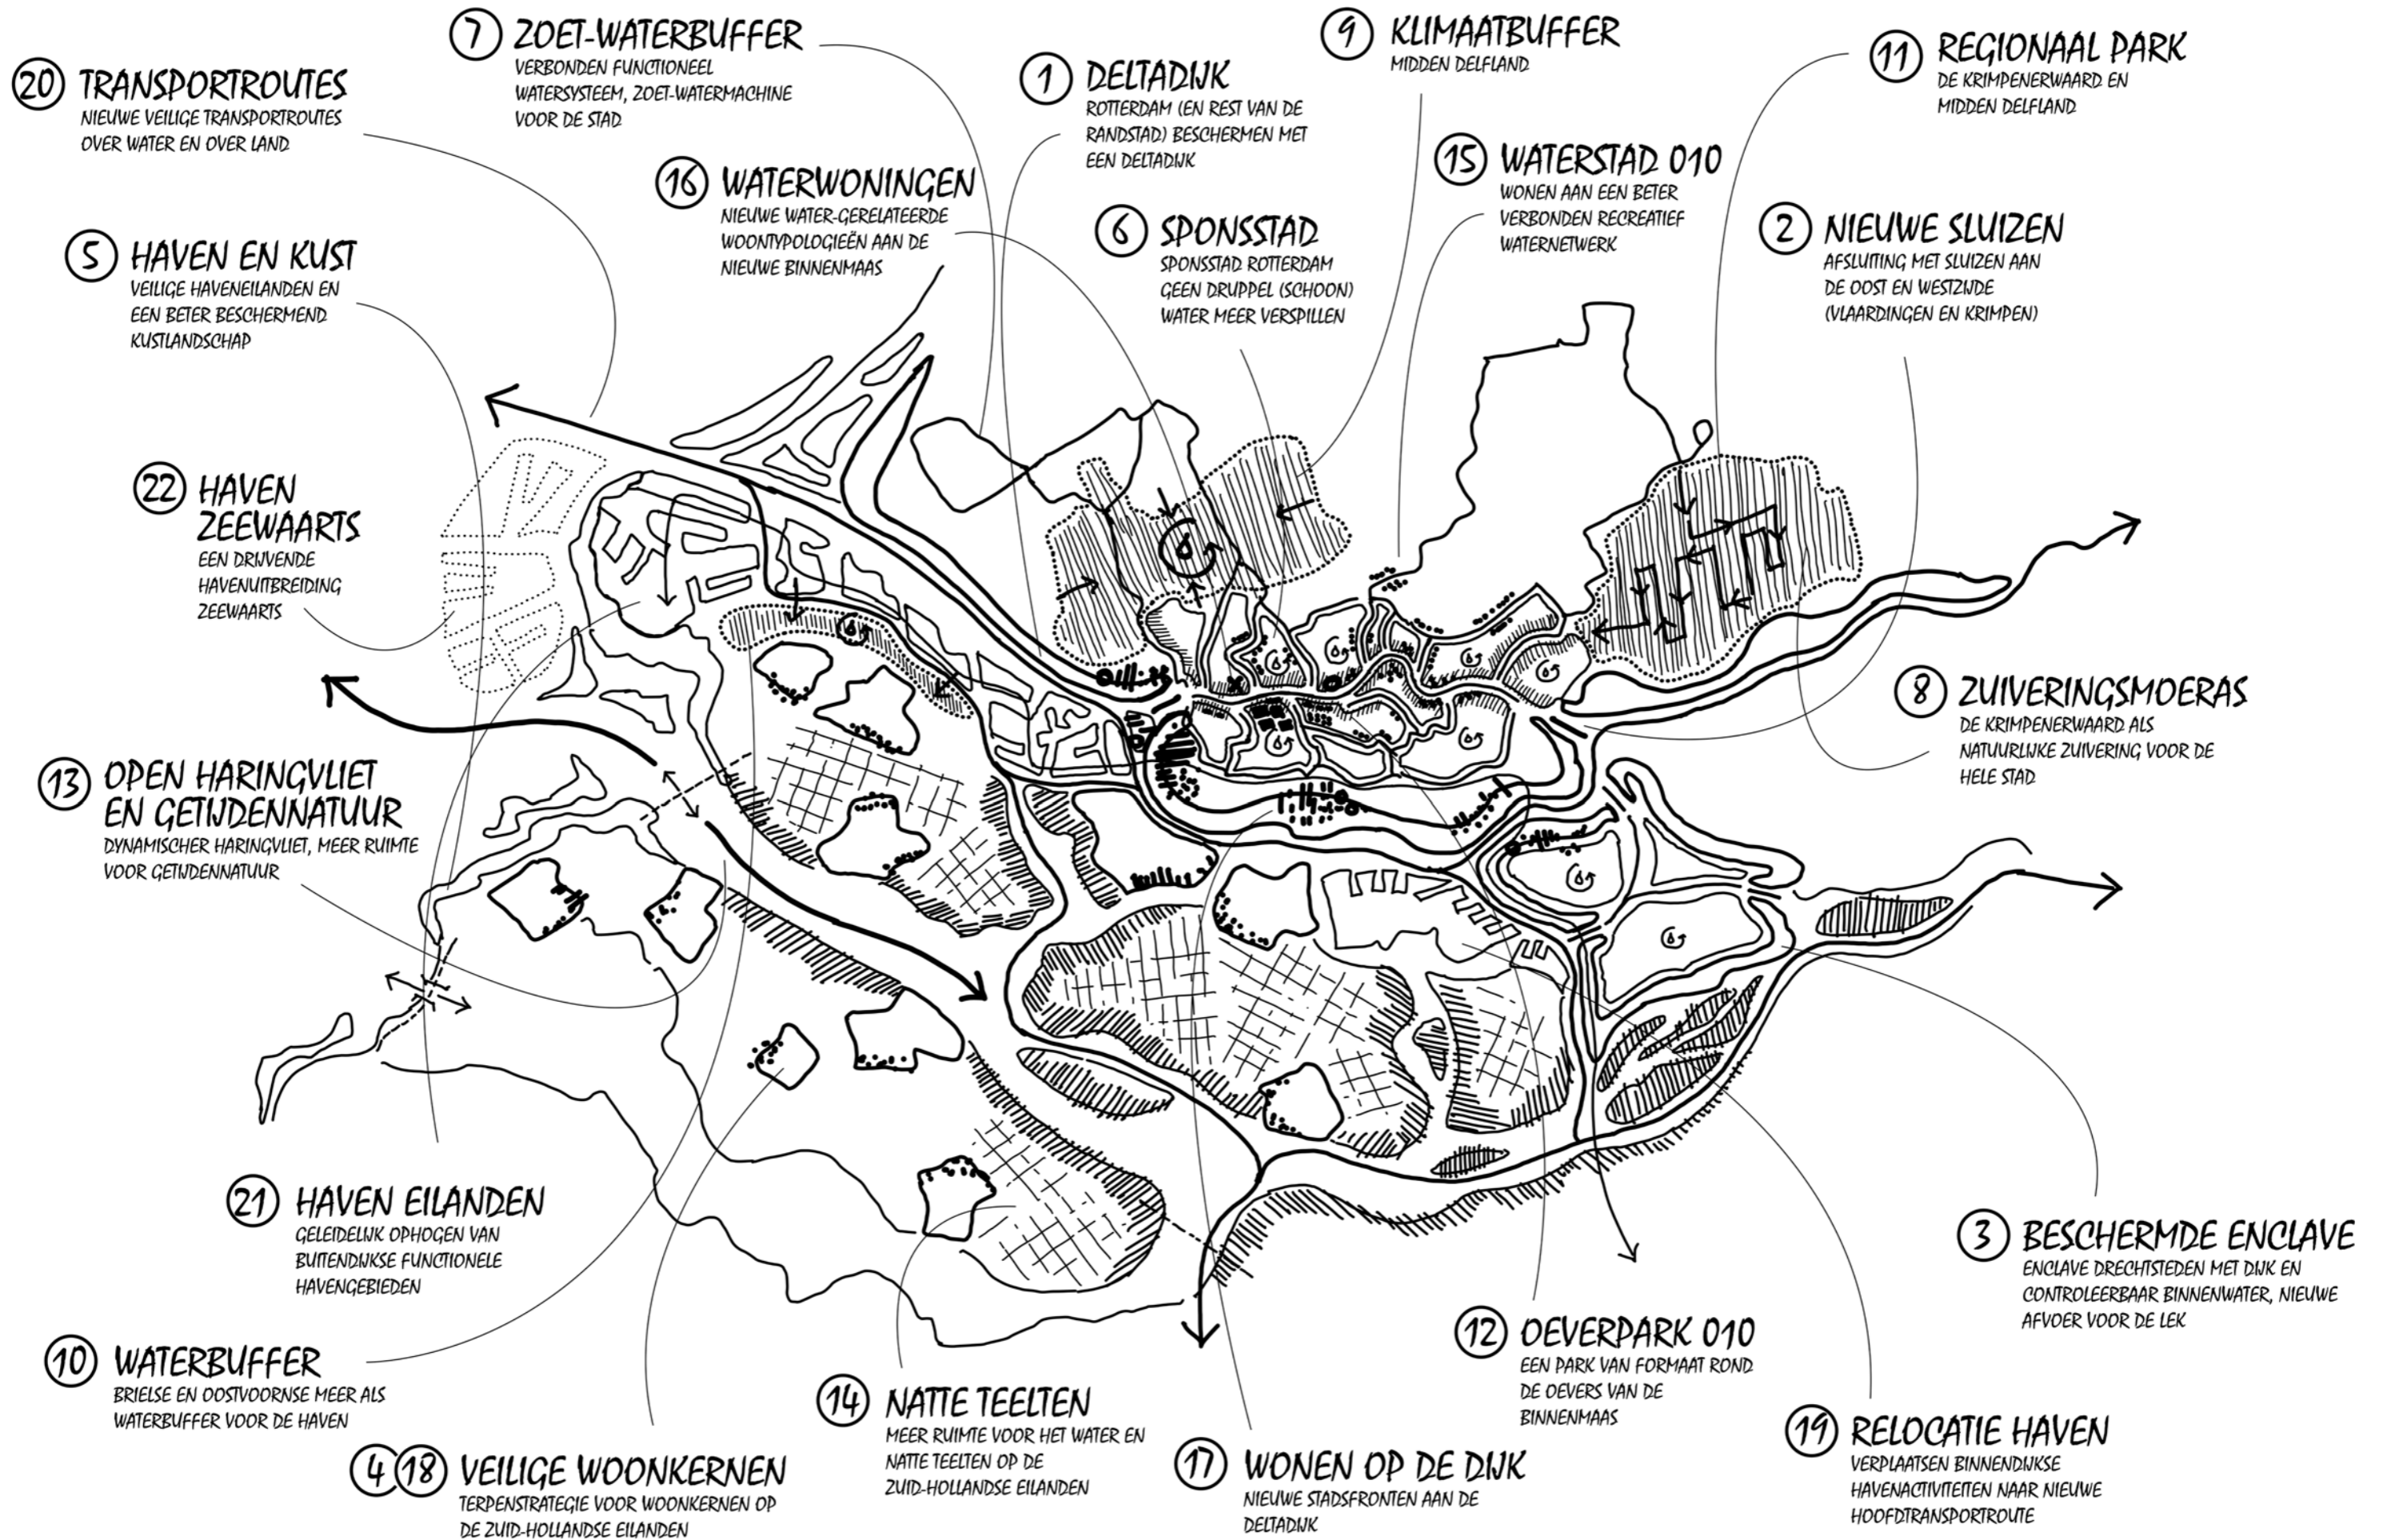 7 ZOET-WATERBUFFER
VERBONDEN FUNCTIONEEL
WATERSYSTEEM, ZOET-WATERMACHINE
VOOR DE STAD
9 KLIMAATBUFFER
MIDDEN DELFLAND
11 REGIONAAL PARK
DE KRIMPENERWAARD EN
MIDDEN DELFLAND
20 TRANSPORTROUTES
NIEUWE VEILIGE TRANSPORTROUTES
OVER WATER EN OVER LAND
1 DELTADIJK
ROTTERDAM (EN REST VAN DE
RANDSTAD) BESCHERMEN MET
EEN DELTADIJK
16 WATERWONINGEN
NIEUWE WATER-GERELATEERDE
WOONTYPOLOGIEËN AAN DE
NIEUWE BINNENMAAS
15 WATERSTAD 010
WONEN AAN EEN BETER
VERBONDEN RECREATIEF
WATERNETWERK
5 HAVEN EN KUST
VEILIGE HAVENEILANDEN EN
EEN BETER BESCHERMEND
KUSTLANDSCHAP
6 SPONSSTAD
SPONSSTAD ROTTERDAM
GEEN DRUPPEL (SCHOON)
WATER MEER VERSPILLEN
2 NIEUWE SLUIZEN
AFSLUITING MET SLUIZEN AAN
DE OOST EN WESTZIJDE
(VLAARDINGEN EN KRIMPEN)
22 HAVEN
ZEEWAARTS
EEN DRIJVENDE
HAVENUITBREIDING
ZEEWAARTS
8 ZUIVERINGSMOERAS
DE KRIMPENERWAARD ALS
NATUURLIJKE ZUIVERING VOOR DE
HELE STAD
13 OPEN HARINGVLIET
EN GETIJDENNATUUR
DYNAMISCHER HARINGVLIET, MEER RUIMTE
VOOR GETIJDENNATUUR
21 HAVEN EILANDEN
GELEIDELIJK OPHOGEN VAN
BUITENDIJKSE FUNCTIONELE
HAVENGEBIEDEN
3 BESCHERMDE ENCLAVE
ENCLAVE DRECHTSTEDEN MET DIJK EN
CONTROLEERBAAR BINNENWATER, NIEUWE
AFVOER VOOR DE LEK
10 WATERBUFFER
BRIELSE EN OOSTVOORNSE MEER ALS
WATERBUFFER VOOR DE HAVEN
12 OEVERPARK 010
EEN PARK VAN FORMAAT ROND
DE OEVERS VAN DE
BINNENMAAS
14 NATTE TEELTEN
MEER RUIMTE VOOR HET WATER EN
NATTE TEELTEN OP DE
ZUID-HOLLANDSE EILANDEN
19 RELOCATIE HAVEN
VERPLAATSEN BINNENDIJKSE
HAVENACTIVITEITEN NAAR NIEUWE
HOOFDTRANSPORTROUTE
4 18 VEILIGE WOONKERNEN
TERPENSTRATEGIE VOOR WOONKERNEN OP
DE ZUID-HOLLANDSE EILANDEN
17 WONEN OP DE DIJK
NIEUWE STADSFRONTEN AAN DE
DELTADIJK